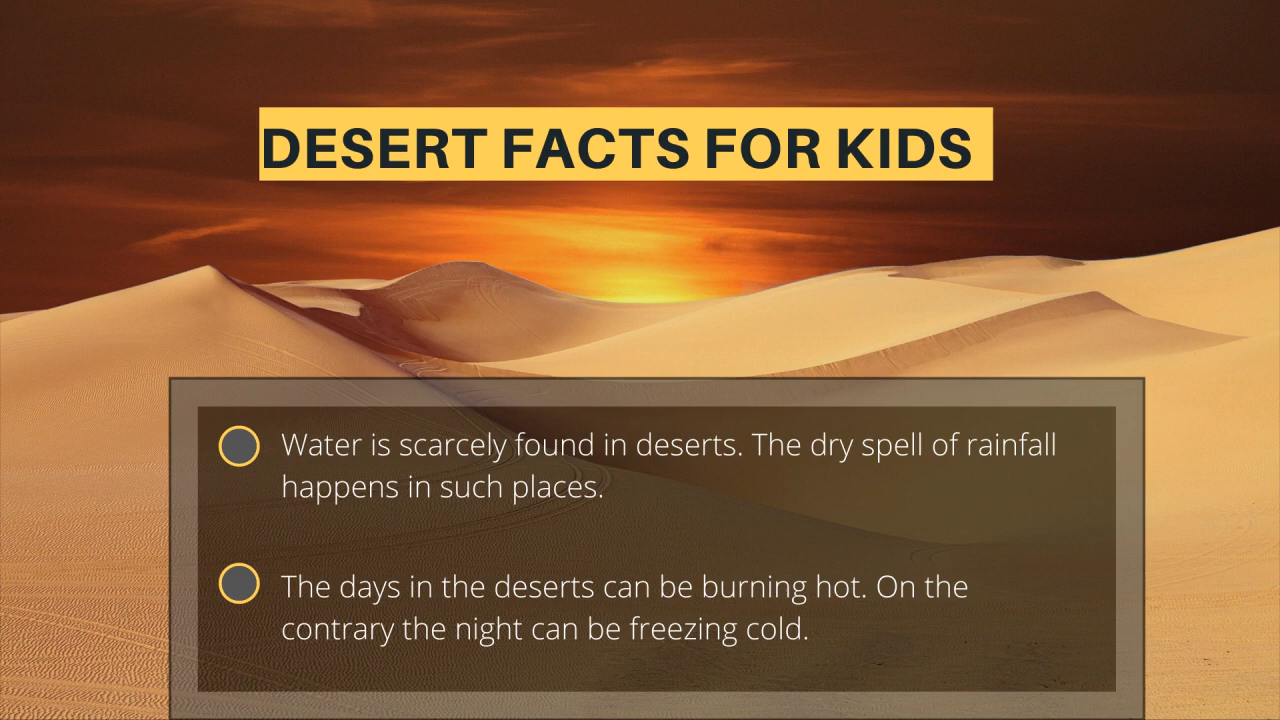 DESERT FACTS FOR KIDS
Water is scarcely found in deserts. The dry spell of rainfall
happens in such places.
The days in the deserts can be burning hot. On the
contrary the night can be freezing cold.